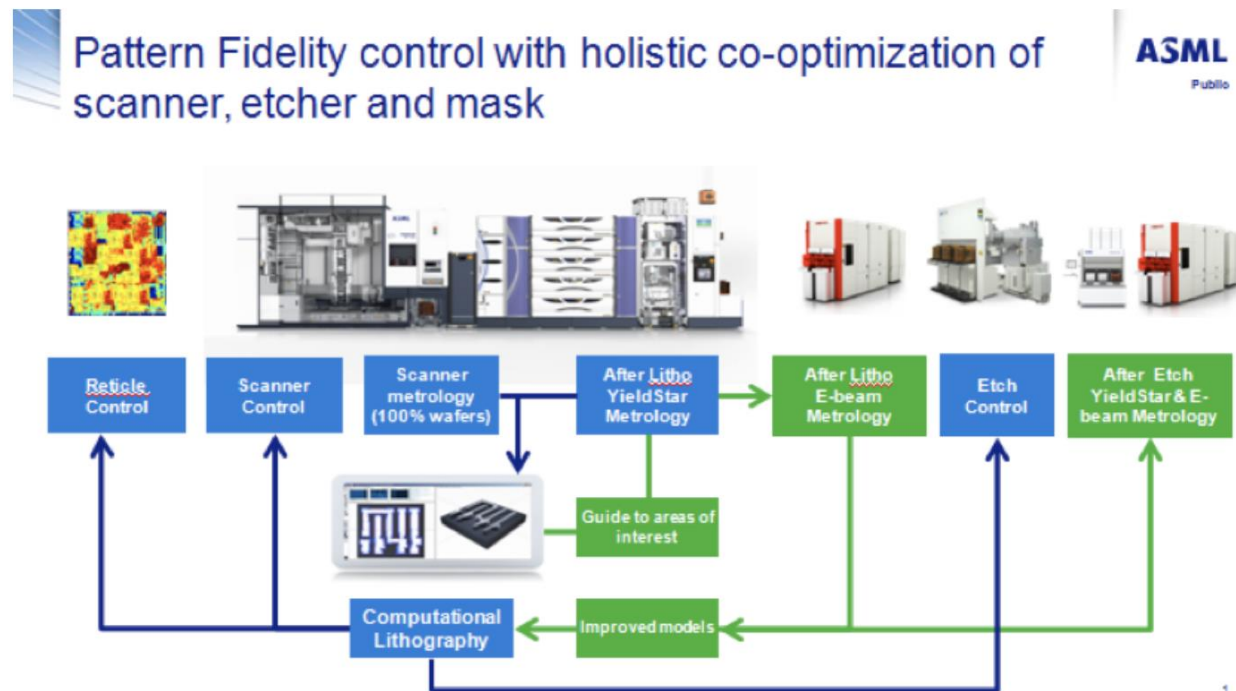 Pattern Fidelity control with holistic co-optimization of
scanner, etcher and mask
ASML
Public
ASML
Reticle
Control
Scanner
Control
Scanner
metrology
(100% wafers)
After Litho
YieldStar
Metrology
After Litho
E-beam
Metrology
Etch
Control
After Etch
YieldStar & E-
beam Metrology
Guide to areas of
interest
Computational
Lithography
Improved models